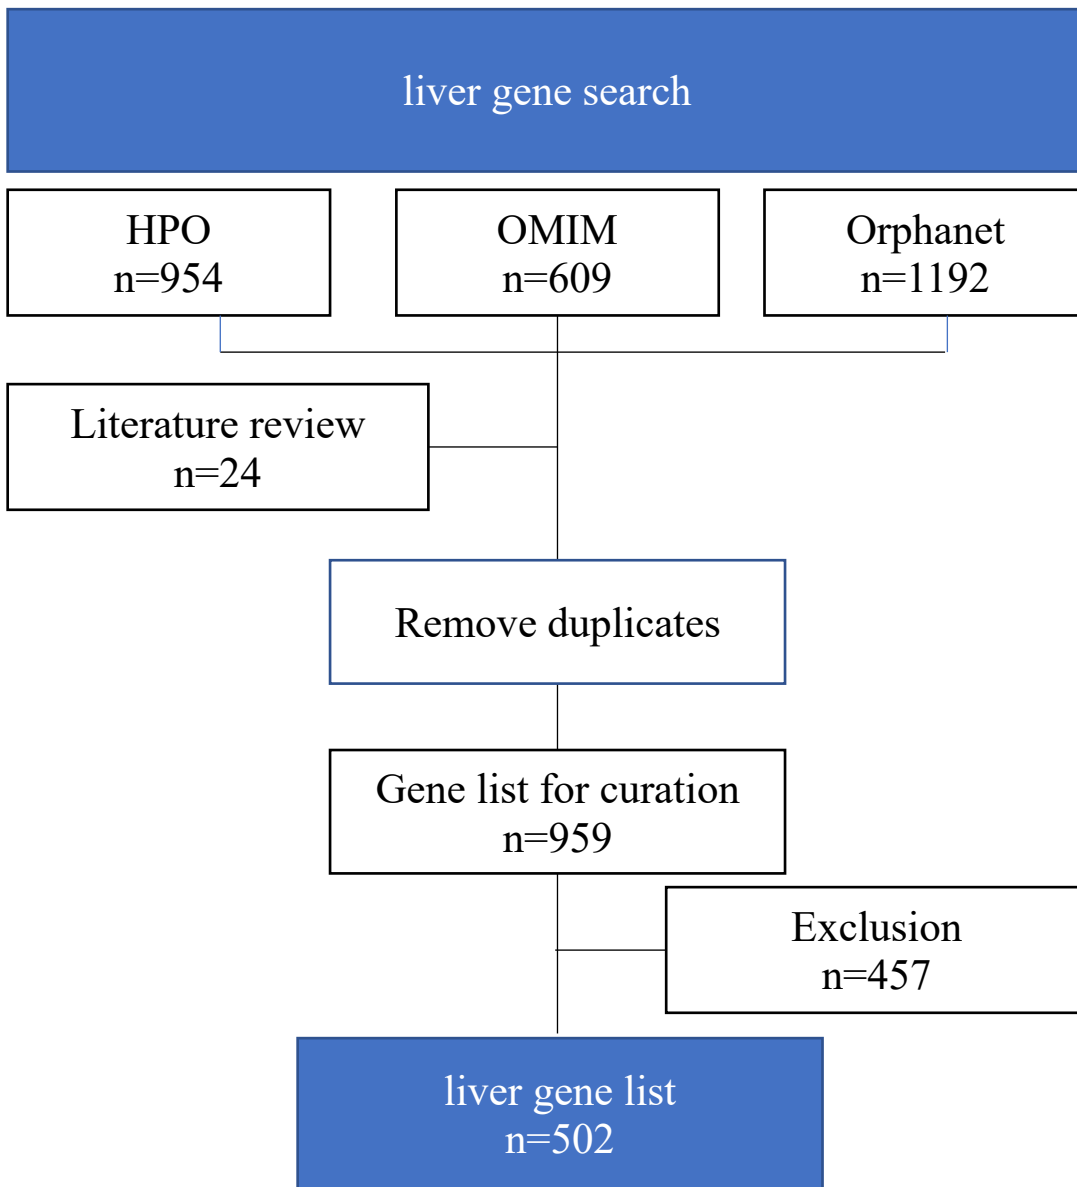 liver gene search
HPO
n=954
OMIM
n=609
Orphanet
n=1192
Literature review
n=24
Remove duplicates
Gene list for curation
n=959
Exclusion
n=457
liver gene list
n=502